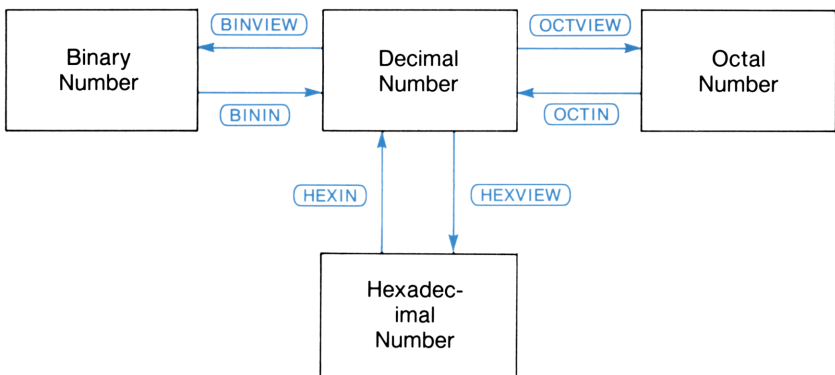 BINVIEW
OCTVIEW
Binary
Number
Decimal
Number
Octal
Number
BININ
OCTIN
HEXIN
HEXVIEW
Hexadec-
imal
Number